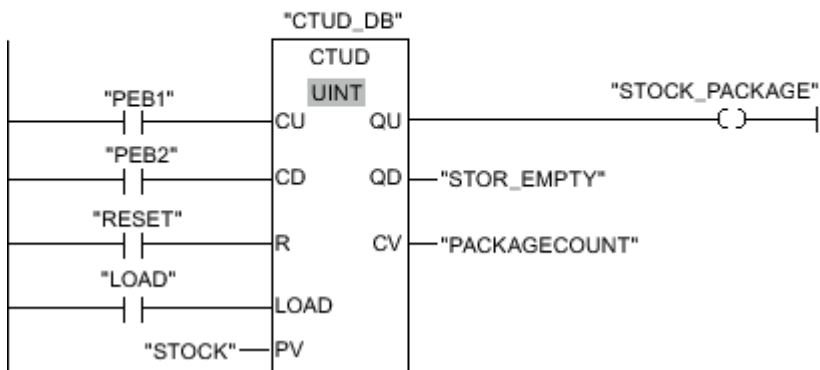 "CTUD_DB"
CTUD
UINT
"PEB1"
"STOCK_PACKAGE"
CU QU
"PEB2"
CD QD "STOR_EMPTY"
"RESET"
R CV "PACKAGECOUNT"
"LOAD"
LOAD
"STOCK" PV